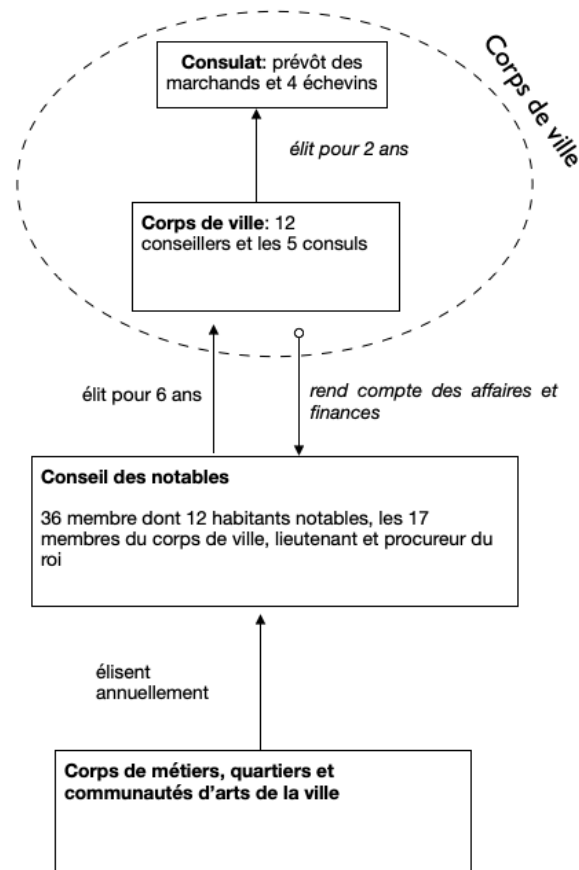 Consulat: prévôt des
marchands et 4 échevins
Corps de ville
élit pour 2 ans
Corps de ville: 12
conseillers et les 5 consuls
élit pour 6 ans
rend compte des affaires et
finances
Conseil des notables
36 membre dont 12 habitants notables, les 17
membres du corps de ville, lieutenant et procureur du
roi
élisent
annuellement
Corps de métiers, quartiers et
communautés d'arts de la ville